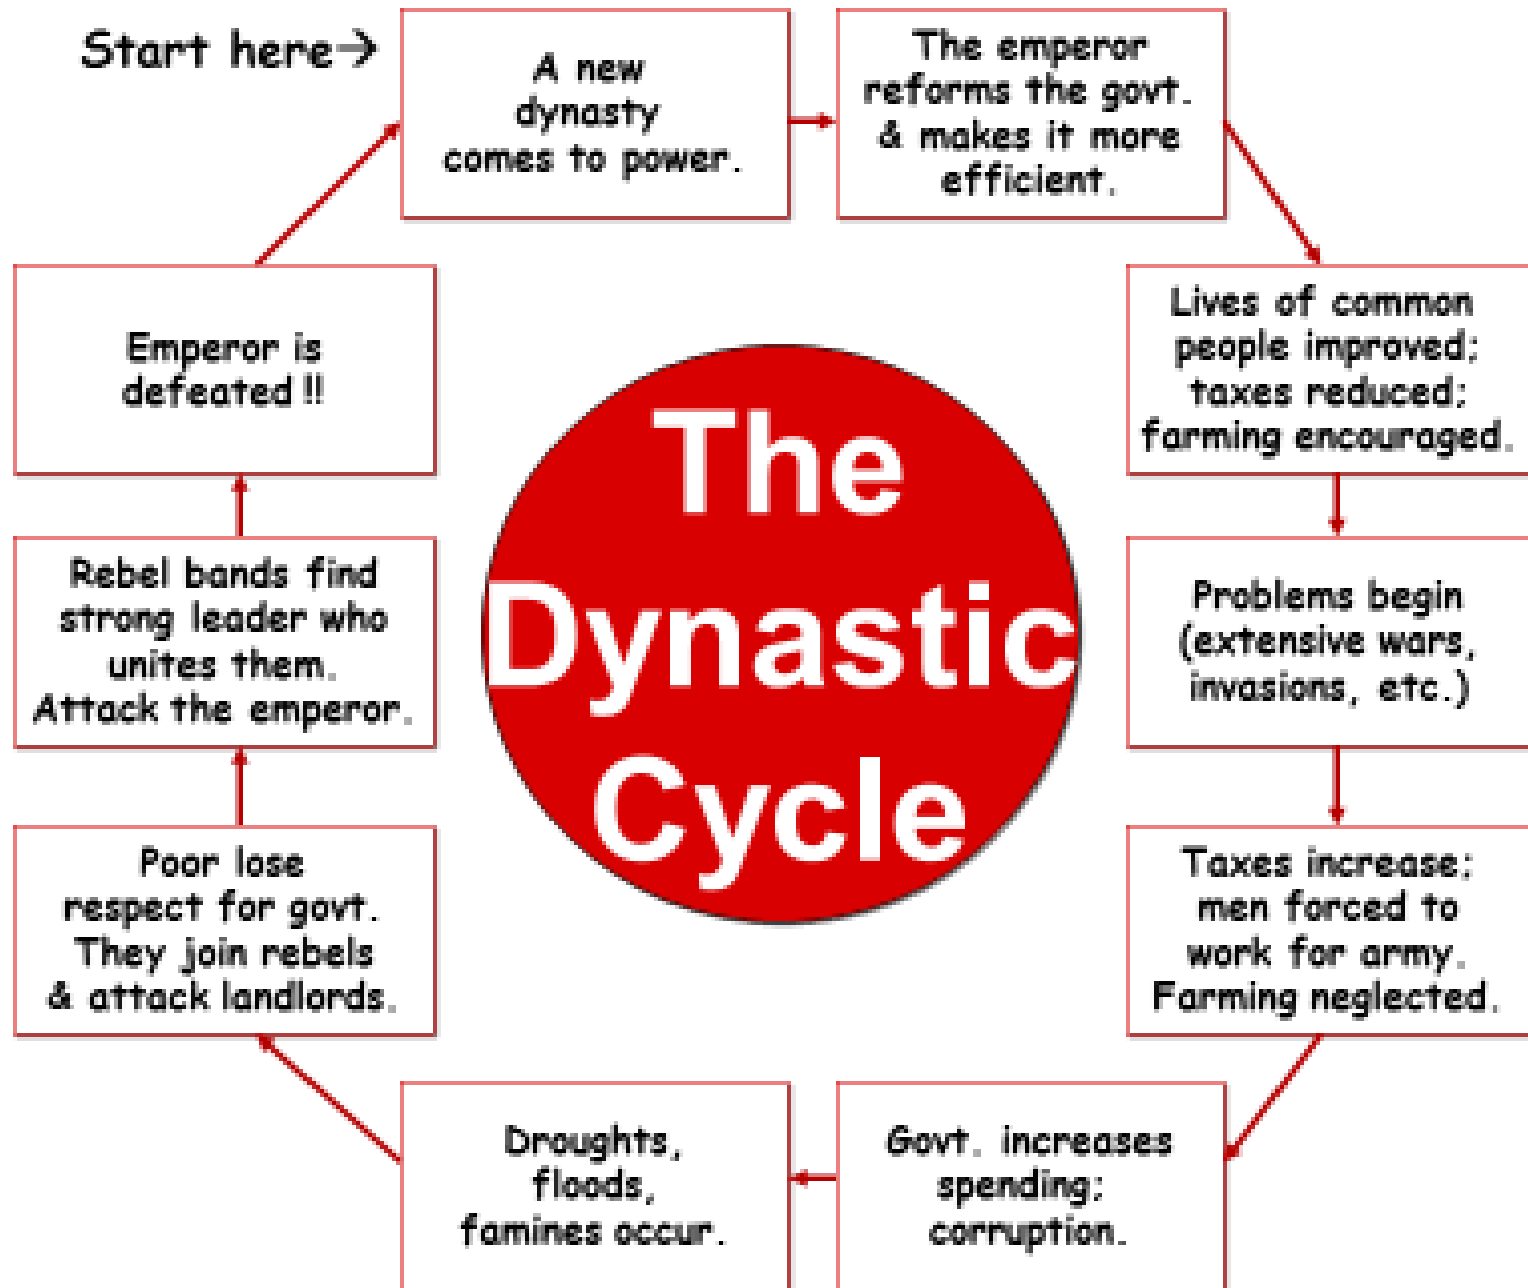 Start here→
A new
dynasty
comes to power.
The emperor
reforms the govt.
& makes it more
efficient.
Lives of common
people improved;
taxes reduced;
farming encouraged.
Problems begin
(extensive wars,
invasions, etc.)
Taxes increase;
men forced to
work for army.
Farming neglected.
Govt. increases
spending;
corruption.
Droughts,
floods,
famines occur.
Poor lose
respect for govt.
They join rebels
& attack landlords.
Rebel bands find
strong leader who
unites them.
Attack the emperor.
Emperor is
defeated !!
The
Dynastic
Cycle